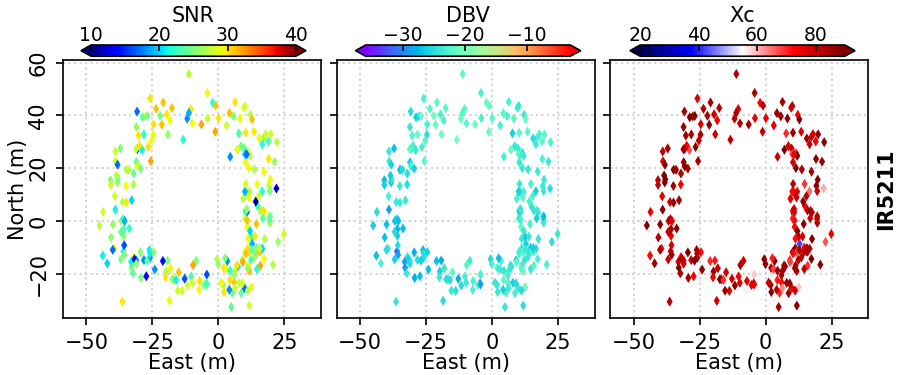 SNR DBV Xc
10 20 30 40 −30 −20 −10 20 40 60 80
60
40
20
0
−20
North (m)
IR5211
−50 −25 0 25 −50 −25 0 25 −50 −25 0 25
East (m) East (m) East (m)